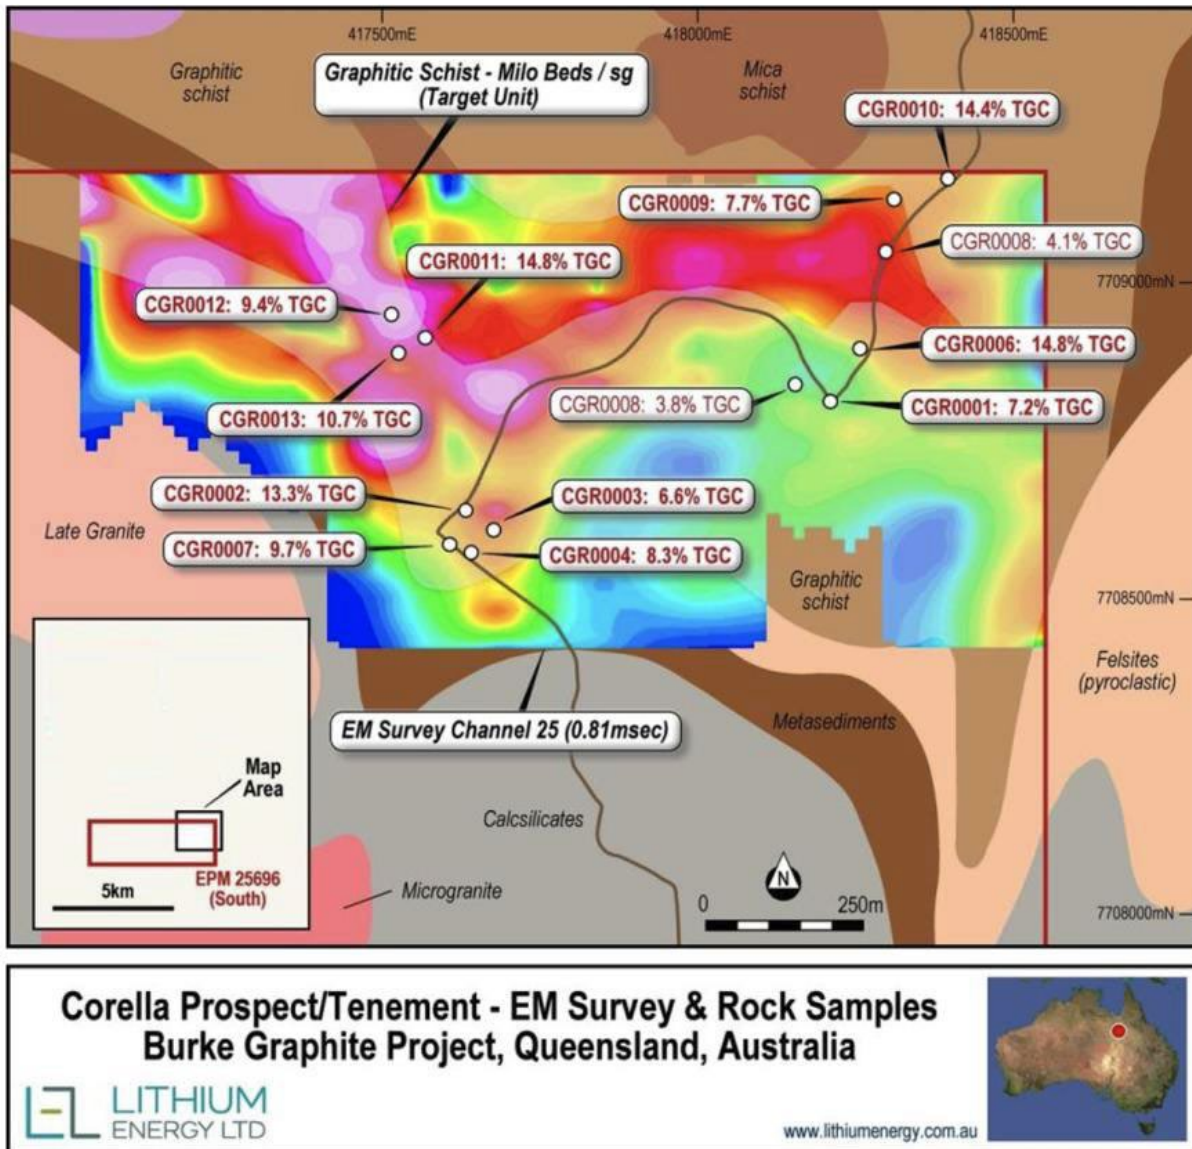 417500mE
418000mE
418500mE
Graphitic
schist
Graphitic Schist - Milo Beds / sg
(Target Unit)
Mica
schist
CGR0010: 14.4% TGC
CGR0009: 7.7% TGC
CGR0008: 4.1% TGC
CGR0011: 14.8% TGC
7709000mN
CGR0012: 9.4% TGC
CGR0006: 14.8% TGC
CGR0008: 3.8% TGC
CGR0001: 7.2% TGC
CGR0013: 10.7% TGC
CGR0002: 13.3% TGC
CGR0003: 6.6% TGC
Late Granite
CGR0007: 9.7% TGC
CGR0004: 8.3% TGC
Graphitic
schist
7708500mN
Felsites
(pyroclastic)
EM Survey Channel 25 (0.81msec)
Metasediments
Map
Area
Calcsilicates
EPM 25696
(South)
5km
Microgranite
N
0 250m
7708000mN
Corella Prospect/Tenement - EM Survey & Rock Samples
Burke Graphite Project, Queensland, Australia
LITHIUM
ENERGY LTD
www.lithiumenergy.com.au